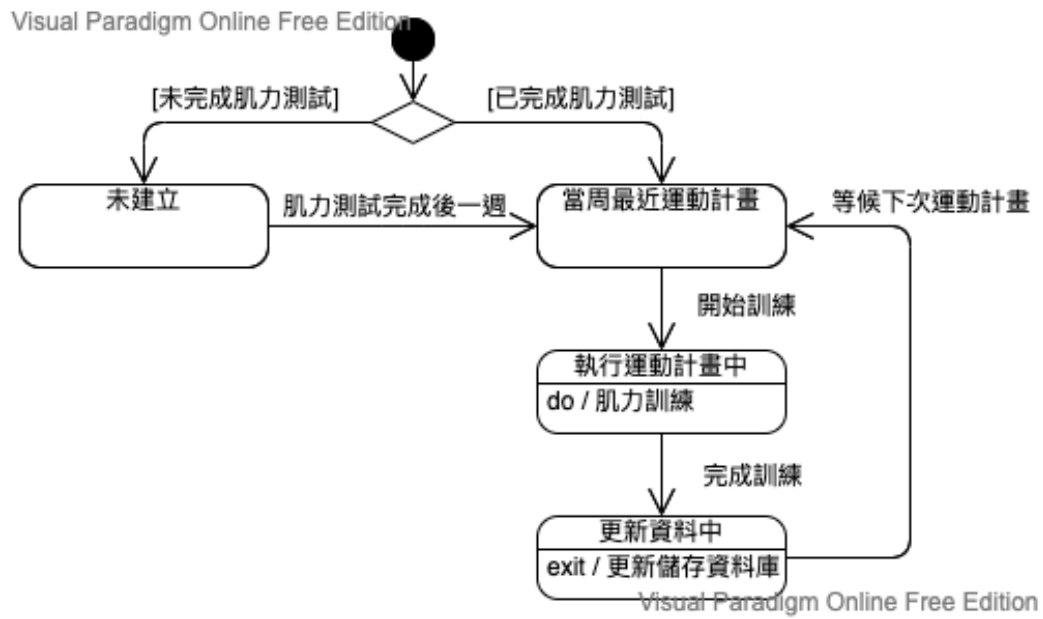 Visual Paradigm Online Free Edition
[未完成肌力測試]
[已完成肌力測試]
未建立
肌力測試完成後一週
當周最近運動計畫
等候下次運動計畫
開始訓練
執行運動計畫中
do / 肌力訓練
完成訓練
更新資料中
exit / 更新儲存資料庫
Visual Paradigm Online Free Edition